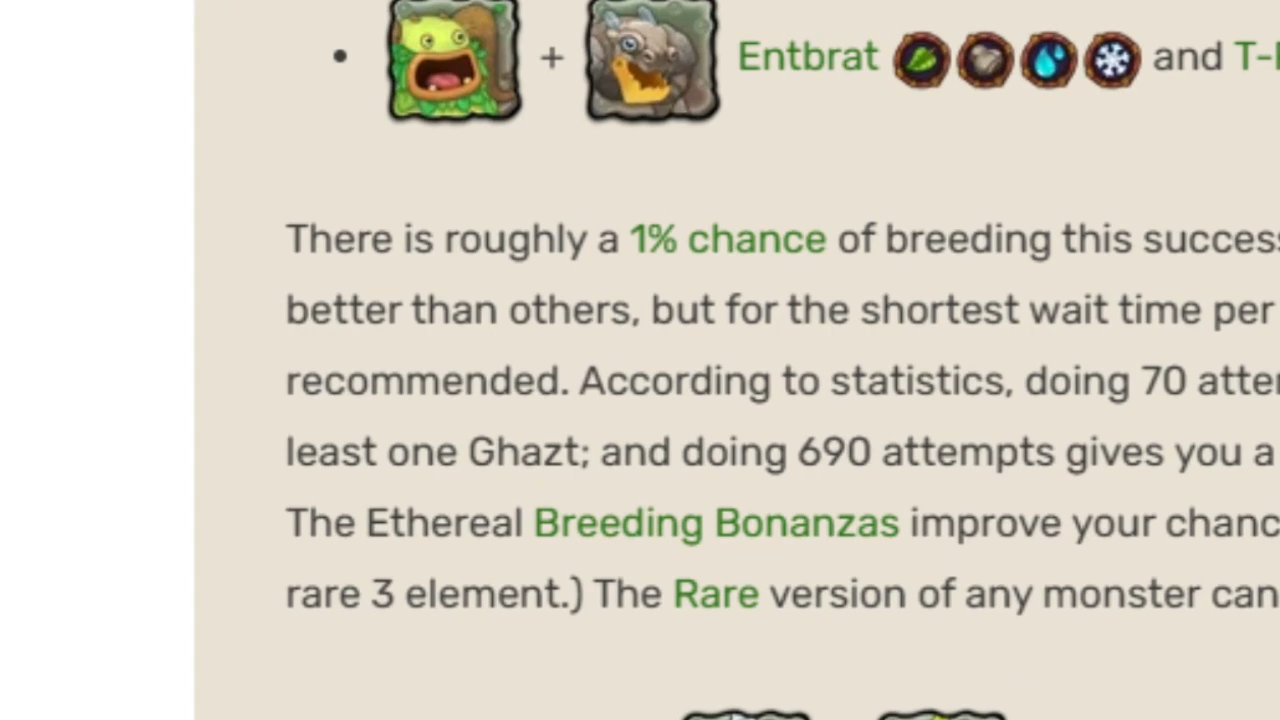 • + Entbrat and T-
There is roughly a 1% chance of breeding this success
better than others, but for the shortest wait time per
recommended. According to statistics, doing 70 atte
least one Ghazt; and doing 690 attempts gives you a
The Ethereal Breeding Bonanzas improve your chanc
rare 3 element.) The Rare version of any monster can